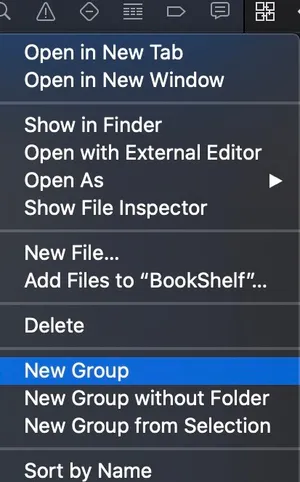 Open in New Tab
Open in New Window
Show in Finder
Open with External Editor
Open As
Show File Inspector
New File...
Add Files to “BookShelf”...
Delete
New Group
New Group without Folder
New Group from Selection
Sort by Name